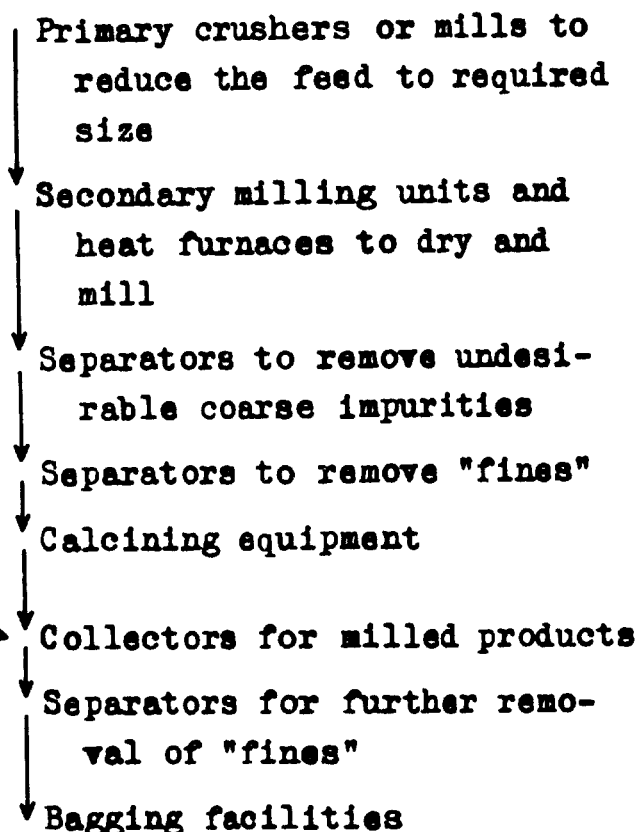 Primary crushers or mills to
reduce the feed to required
size
Secondary milling units and
heat furnaces to dry and
mill
Separators to remove undesi-
rable coarse impurities
Separators to remove "fines"
Calcining equipment
Collectors for milled products
Separators for further remo-
val of "fines"
Bagging facilities